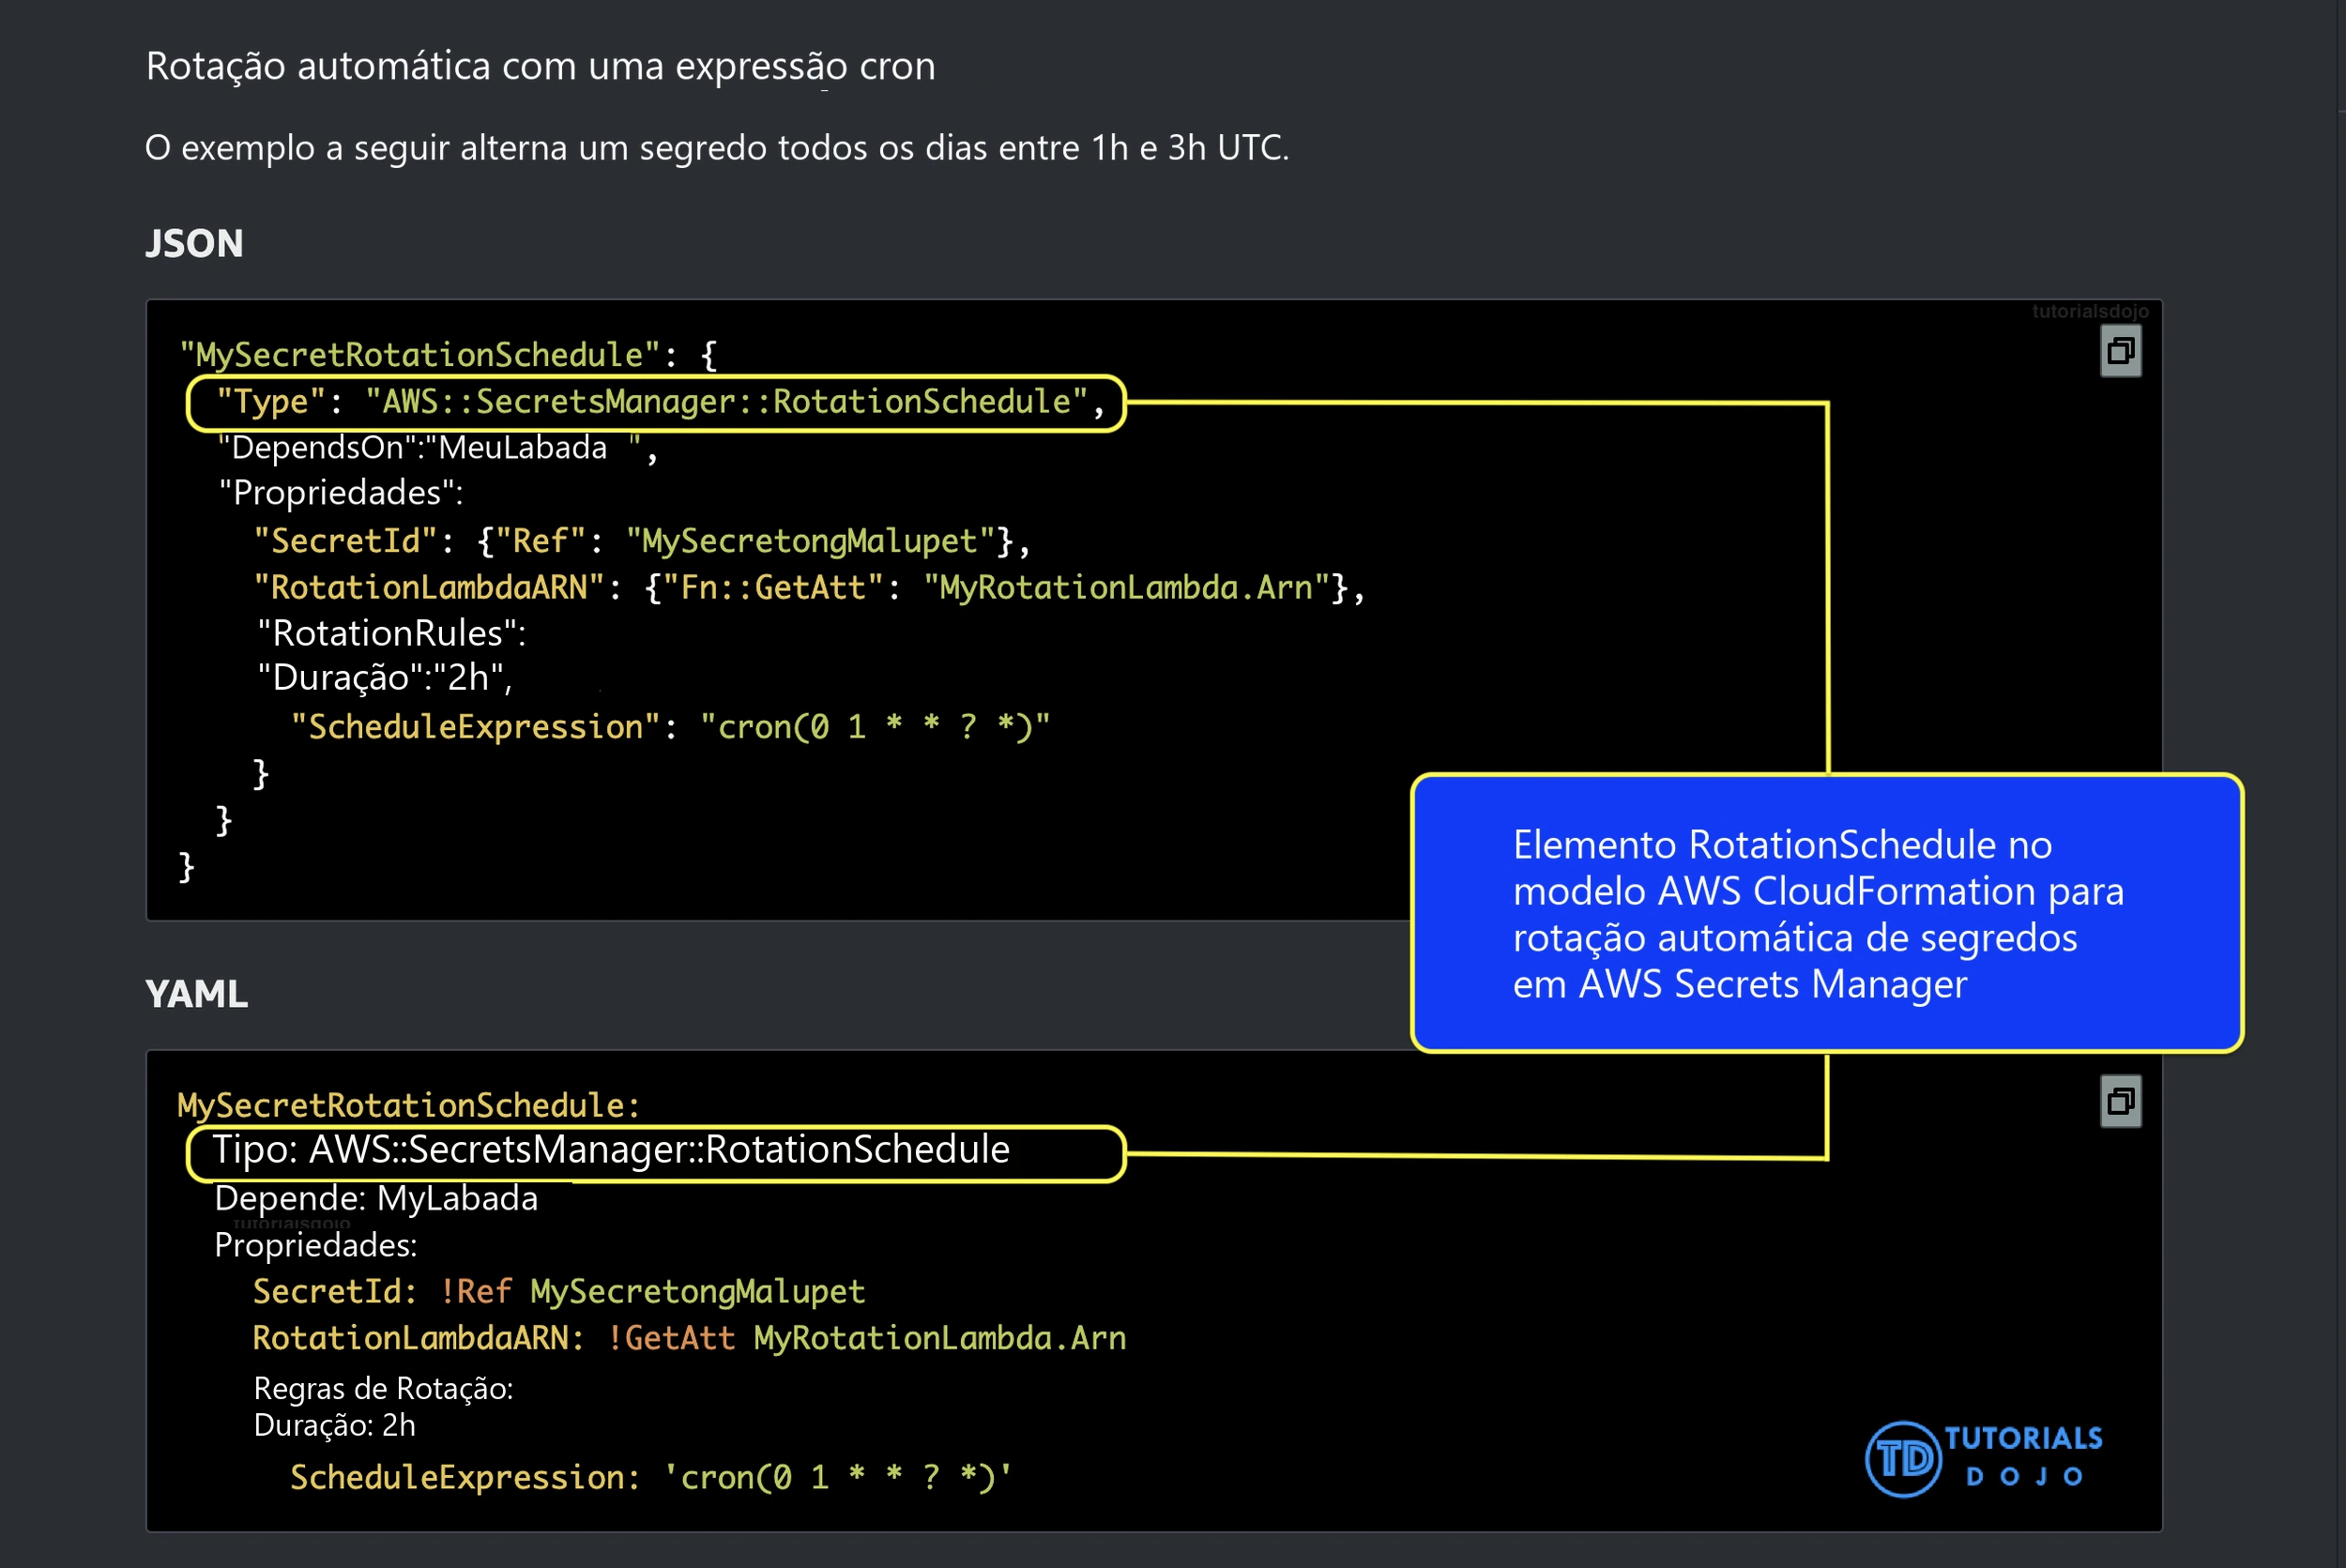 Rotação automática com uma expressão cron
O exemplo a seguir alterna um segredo todos os dias entre 1h e 3h UTC.
JSON
tutorialsdojo
"MySecretRotationSchedule": {
"Type": "AWS::SecretsManager::RotationSchedule",
"DependsOn":"MeuLabada ",
"Propriedades":
"SecretId": {"Ref": "MySecretongMalupet"},
"RotationLambdaARN": {"Fn::GetAtt": "MyRotationLambda.Arn"},
"RotationRules":
"Duração":"2h",
"ScheduleExpression": "cron(0 1 * * ? *)"
}
}
}
Elemento RotationSchedule no
modelo AWS CloudFormation para
rotação automática de segredos
em AWS Secrets Manager
YAML
MySecretRotationSchedule:
Tipo: AWS::SecretsManager::RotationSchedule
Depende: MyLabada
tutorialsdojo
Propriedades:
SecretId: !Ref MySecretongMalupet
RotationLambdaARN: !GetAtt MyRotationLambda.Arn
Regras de Rotação:
Duração: 2h
ScheduleExpression: 'cron(0 1 * * ? *)'
TD TUTORIALS
DOJO